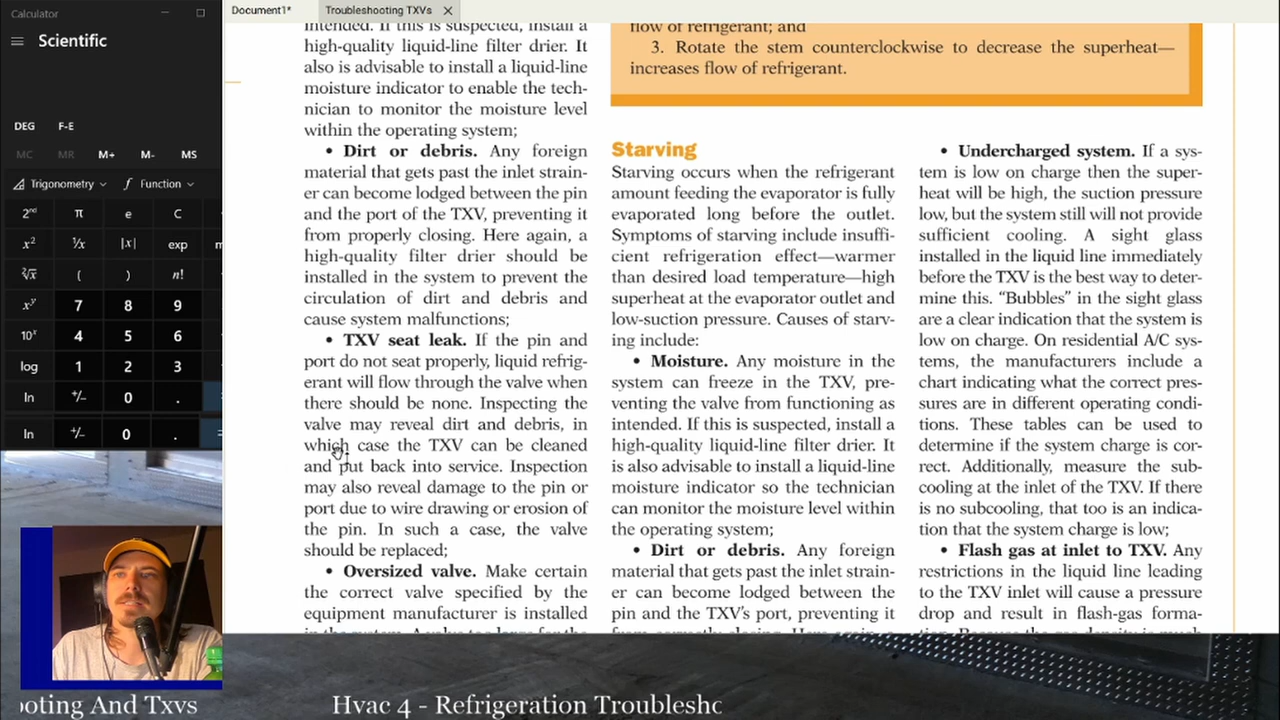 Calculator
Scientific
DEG F-E
MC MR M+ M- MS
Trigonometry Function
2nd π e C
x² ¹/x |x| exp
²√x ( ) n!
xʸ 7 8 9
10ˣ 4 5 6
log 1 2 3
ln +/− 0 .
ln +/− 0 . =
Document1* Troubleshooting TXVs
intended. If this is suspected, install a
high-quality liquid-line filter drier. It
also is advisable to install a liquid-line
moisture indicator to enable the tech-
nician to monitor the moisture level
within the operating system;
• Dirt or debris. Any foreign
material that gets past the inlet strain-
er can become lodged between the pin
and the port of the TXV, preventing it
from properly closing. Here again, a
high-quality filter drier should be
installed in the system to prevent the
circulation of dirt and debris and
cause system malfunctions;
• TXV seat leak. If the pin and
port do not seat properly, liquid refrig-
erant will flow through the valve when
there should be none. Inspecting the
valve may reveal dirt and debris, in
which case the TXV can be cleaned
and put back into service. Inspection
may also reveal damage to the pin or
port due to wire drawing or erosion of
the pin. In such a case, the valve
should be replaced;
• Oversized valve. Make certain
the correct valve specified by the
equipment manufacturer is installed
flow of refrigerant; and
3. Rotate the stem counterclockwise to decrease the superheat—
increases flow of refrigerant.
Starving
Starving occurs when the refrigerant
amount feeding the evaporator is fully
evaporated long before the outlet.
Symptoms of starving include insuffi-
cient refrigeration effect—warmer
than desired load temperature—high
superheat at the evaporator outlet and
low-suction pressure. Causes of starv-
ing include:
• Moisture. Any moisture in the
system can freeze in the TXV, pre-
venting the valve from functioning as
intended. If this is suspected, install a
high-quality liquid-line filter drier. It
is also advisable to install a liquid-line
moisture indicator so the technician
can monitor the moisture level within
the operating system;
• Dirt or debris. Any foreign
material that gets past the inlet strain-
er can become lodged between the
pin and the TXV's port, preventing it
• Undercharged system. If a sys-
tem is low on charge then the super-
heat will be high, the suction pressure
low, but the system still will not provide
sufficient cooling. A sight glass
installed in the liquid line immediately
before the TXV is the best way to deter-
mine this. “Bubbles” in the sight glass
are a clear indication that the system is
low on charge. On residential A/C sys-
tems, the manufacturers include a
chart indicating what the correct pres-
sures are in different operating condi-
tions. These tables can be used to
determine if the system charge is cor-
rect. Additionally, measure the sub-
cooling at the inlet of the TXV. If there
is no subcooling, that too is an indica-
tion that the system charge is low;
• Flash gas at inlet to TXV. Any
restrictions in the liquid line leading
to the TXV inlet will cause a pressure
drop and result in flash-gas forma-
ooting And Txvs Hvac 4 - Refrigeration Troublesho